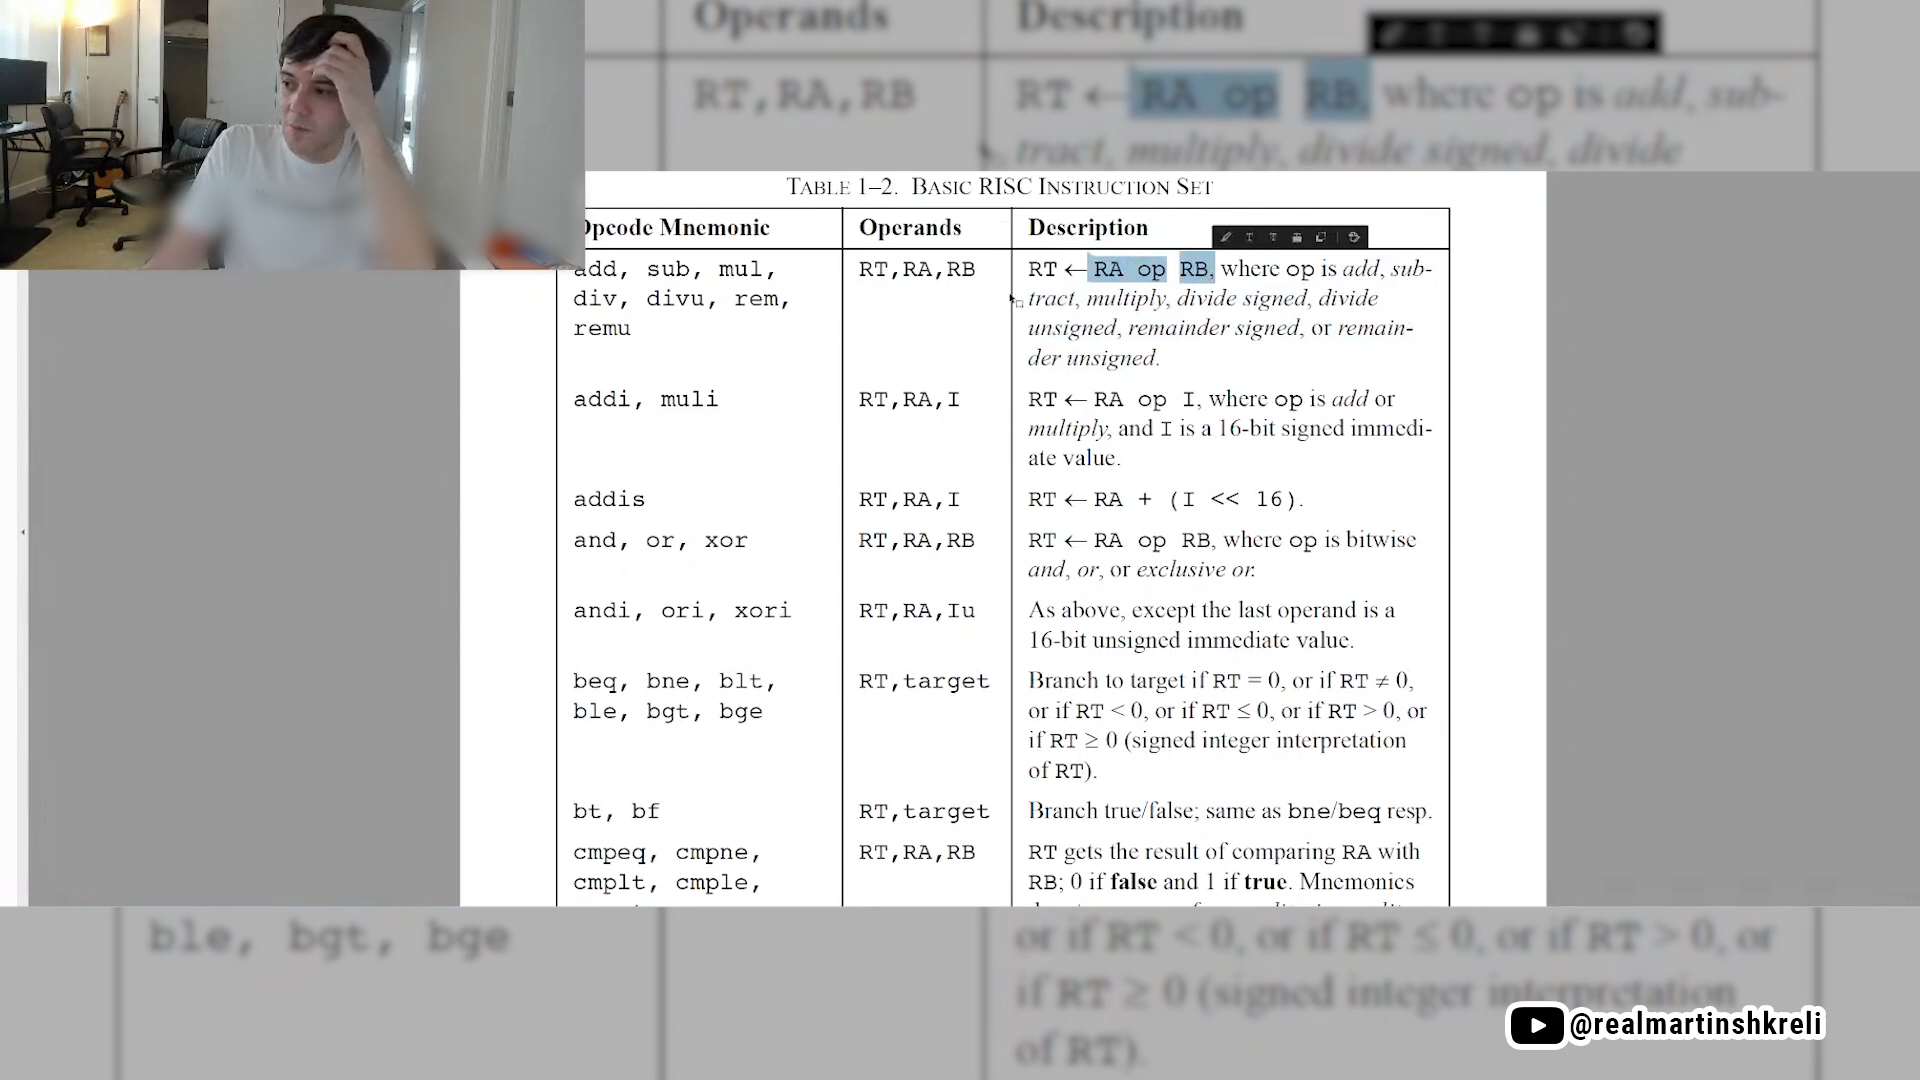 Operands Description
RT,RA,RB RT ← RA op RB, where op is add, sub-
tract, multiply, divide signed, divide
TABLE 1–2. BASIC RISC INSTRUCTION SET
Opcode Mnemonic Operands Description
add, sub, mul, RT,RA,RB RT ← RA op RB, where op is add, sub-
div, divu, rem, tract, multiply, divide signed, divide
remu unsigned, remainder signed, or remain-
der unsigned.
addi, muli RT,RA,I RT ← RA op I, where op is add or
multiply, and I is a 16-bit signed immedi-
ate value.
addis RT,RA,I RT ← RA + (I << 16).
and, or, xor RT,RA,RB RT ← RA op RB, where op is bitwise
and, or, or exclusive or.
andi, ori, xori RT,RA,Iu As above, except the last operand is a
16-bit unsigned immediate value.
beq, bne, blt, RT,target Branch to target if RT = 0, or if RT ≠ 0,
ble, bgt, bge or if RT < 0, or if RT ≤ 0, or if RT > 0, or
if RT ≥ 0 (signed integer interpretation
of RT).
bt, bf RT,target Branch true/false; same as bne/beq resp.
cmpeq, cmpne, RT,RA,RB RT gets the result of comparing RA with
cmplt, cmple, RB; 0 if false and 1 if true. Mnemonics
ble, bgt, bge or if RT < 0, or if RT ≤ 0, or if RT > 0, or
if RT ≥ 0 (signed integer interpretation
of RT).
@realmartinshkreli